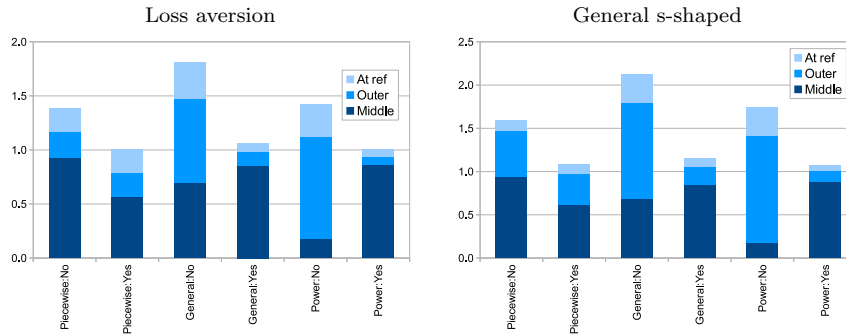 Loss aversion
2.0
1.5
1.0
0.5
0.0
At ref
Outer
Middle
Piecewise:No
Piecewise:Yes
General:No
General:Yes
Power:No
Power:Yes
General s-shaped
2.5
2.0
1.5
1.0
0.5
0.0
At ref
Outer
Middle
Piecewise:No
Piecewise:Yes
General:No
General:Yes
Power:No
Power:Yes